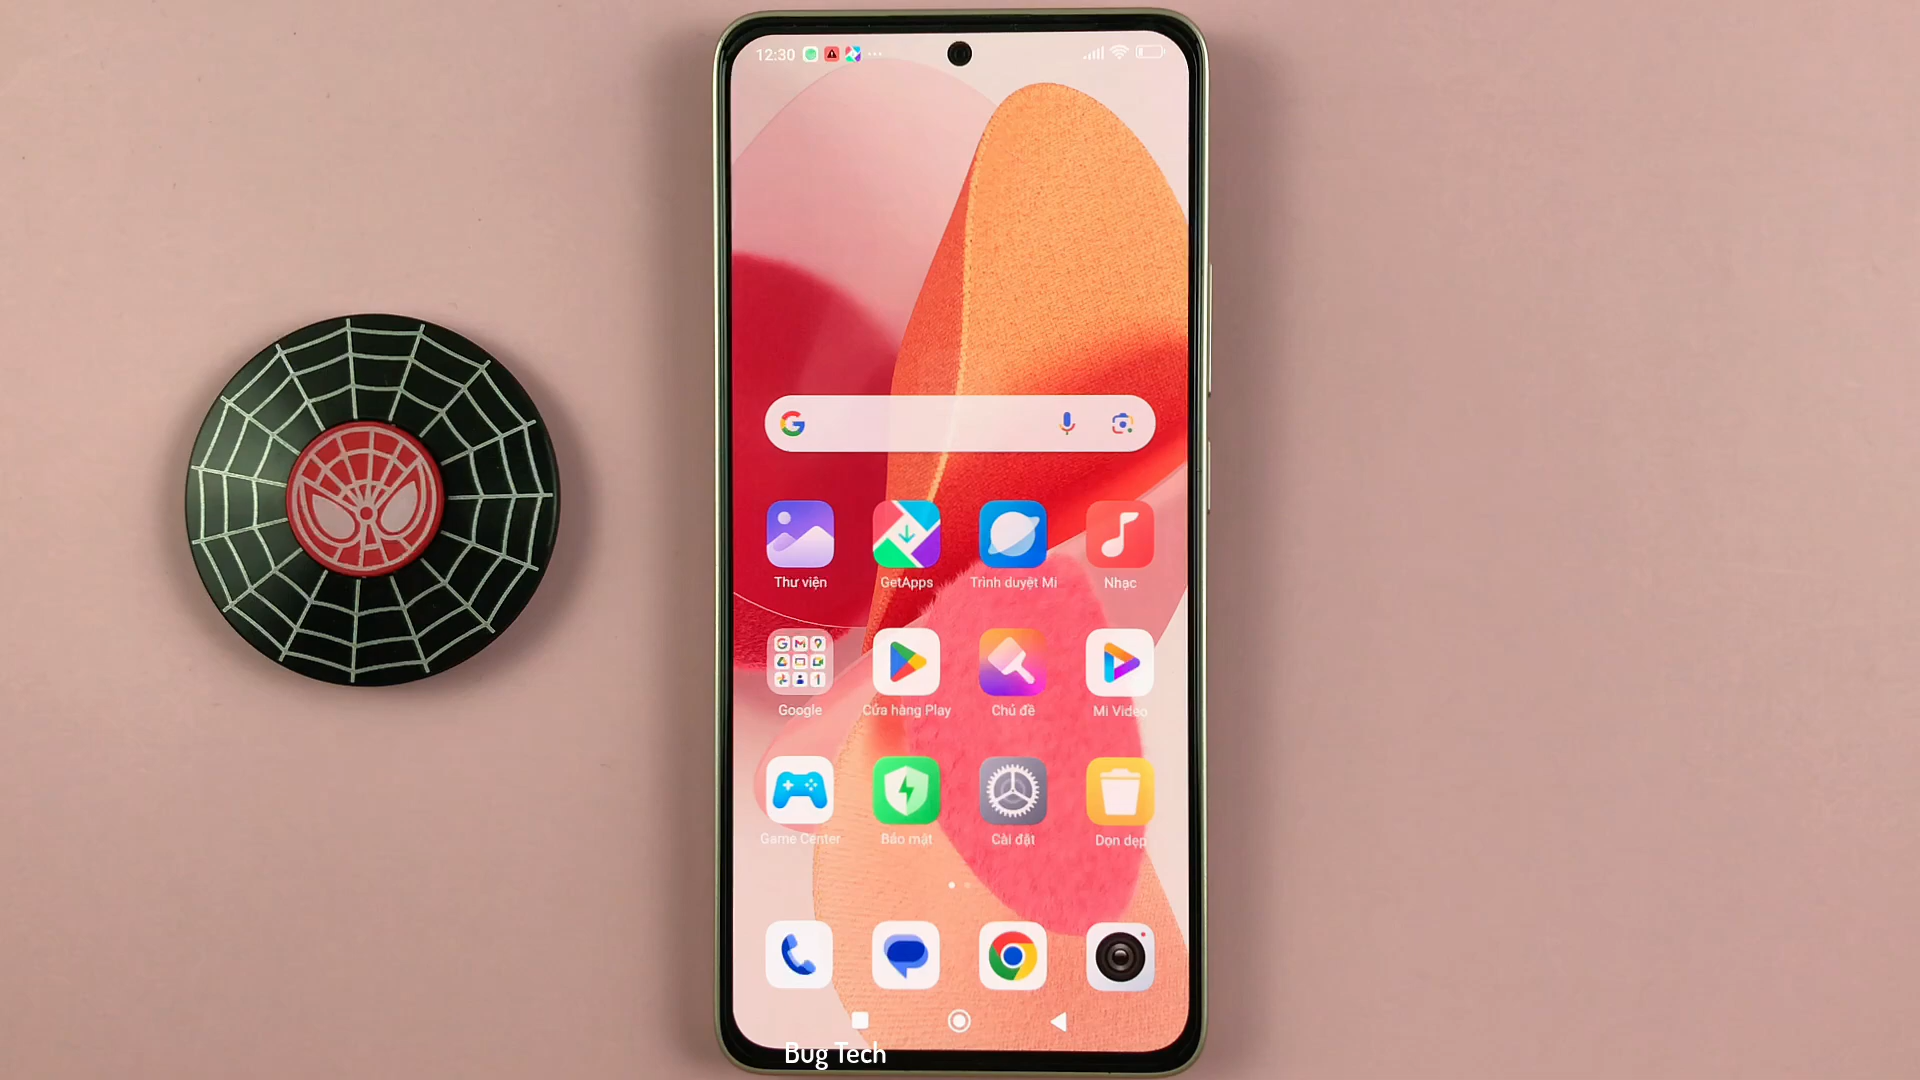 12:30
Thư viện
GetApps
Trình duyệt Mi
Nhạc
Google
Cửa hàng Play
Chủ đề
Mi Video
Game Center
Bảo mật
Cài đặt
Dọn dẹp
Bug Tech